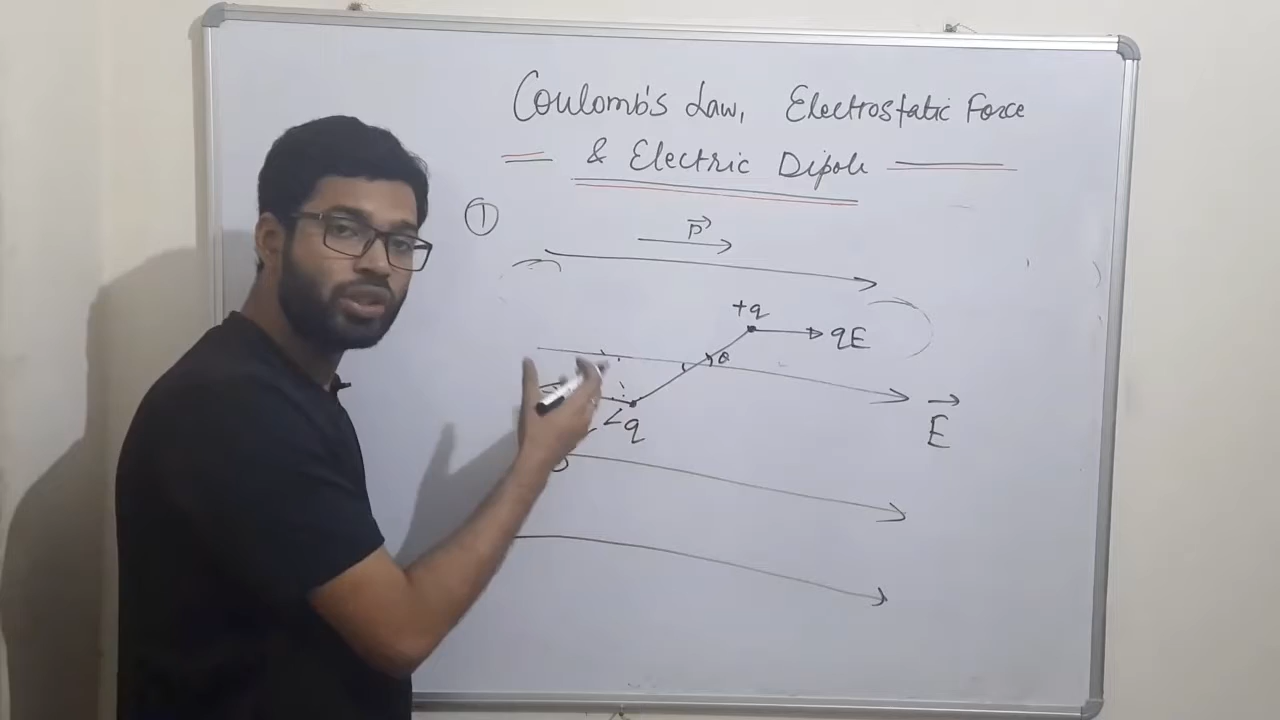 Coulomb's Law, Electrostatic Force
& Electric Dipole
①
p⃗
+q
qE
θ
E⃗
q